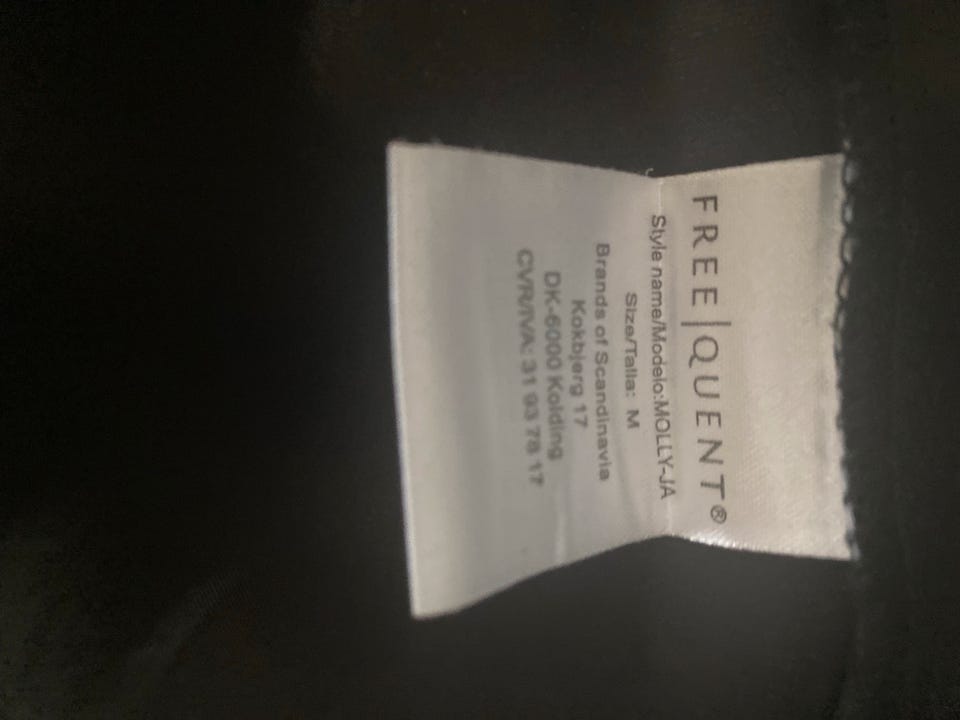 FREE|QUENT®
Style name/Modelo:MOLLY-JA
Size/Talla: M
Brands of Scandinavia
Kokbjerg 17
DK-6000 Kolding
CVR/IVA: 31 93 78 17